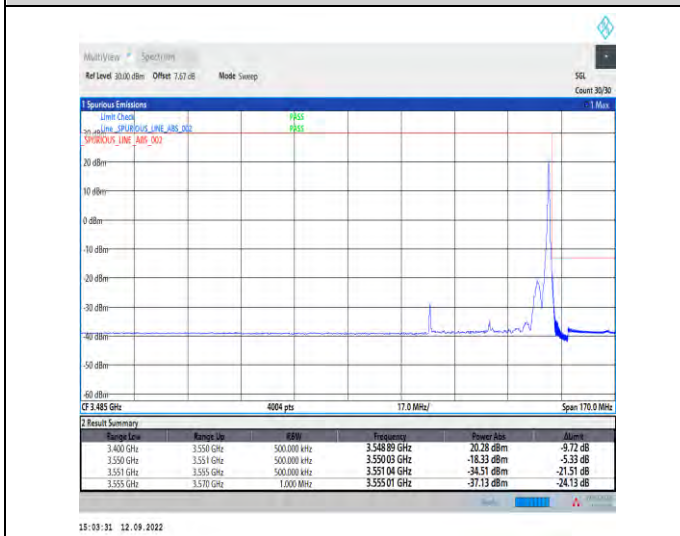 MultiView Spectrum
Ref Level 30.00 dBm Offset 7.67 dB Mode Sweep SGL
Count 30/30
1 Spurious Emissions 1 Max
Limit Check PASS
Line _SPURIOUS_LINE_ABS_002 PASS
_SPURIOUS_LINE_ABS_002
20 dBm
10 dBm
0 dBm
-10 dBm
-20 dBm
-30 dBm
-40 dBm
-50 dBm
-60 dBm
CF 3.485 GHz 4004 pts 17.0 MHz/ Span 170.0 MHz
2 Result Summary
Range Low Range Up RBW Frequency Power Abs ΔLimit
3.400 GHz 3.550 GHz 500.000 kHz 3.548 89 GHz 20.28 dBm -9.72 dB
3.550 GHz 3.551 GHz 500.000 kHz 3.550 03 GHz -18.33 dBm -5.33 dB
3.551 GHz 3.555 GHz 500.000 kHz 3.551 04 GHz -34.51 dBm -21.51 dB
3.555 GHz 3.570 GHz 1.000 MHz 3.555 01 GHz -37.13 dBm -24.13 dB
15:03:31 12.09.2022